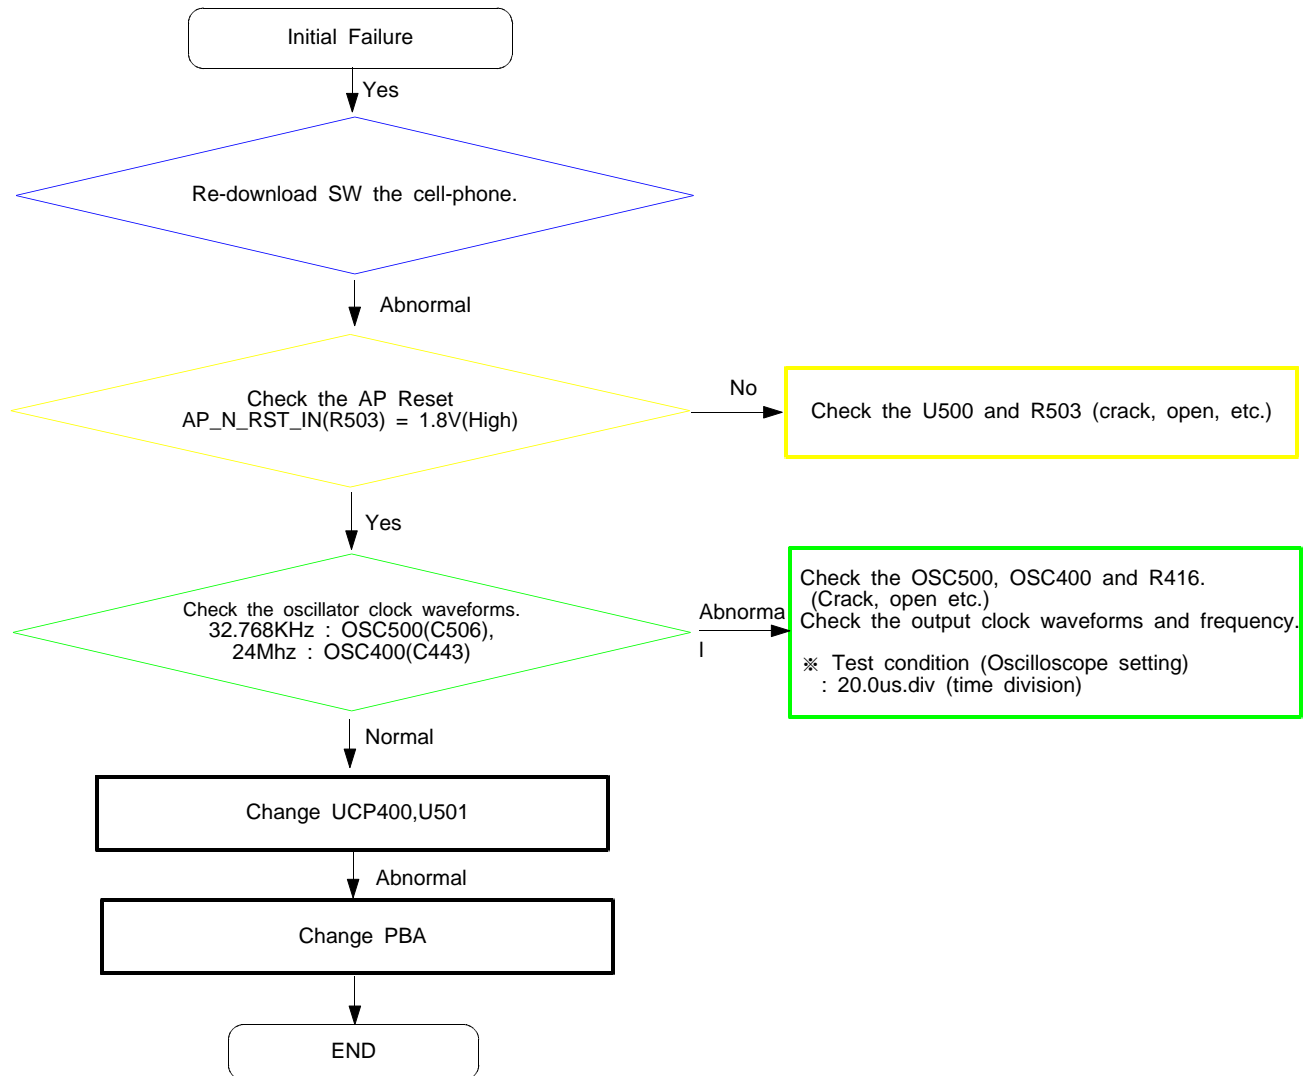 Initial Failure
Yes
Re-download SW the cell-phone.
Abnormal
Check the AP Reset
AP_N_RST_IN(R503) = 1.8V(High)
No
Check the U500 and R503 (crack, open, etc.)
Yes
Check the oscillator clock waveforms.
32.768KHz : OSC500(C506),
24Mhz : OSC400(C443)
Abnorma
l
Check the OSC500, OSC400 and R416.
(Crack, open etc.)
Check the output clock waveforms and frequency.
※ Test condition (Oscilloscope setting)
: 20.0us.div (time division)
Normal
Change UCP400,U501
Abnormal
Change PBA
END